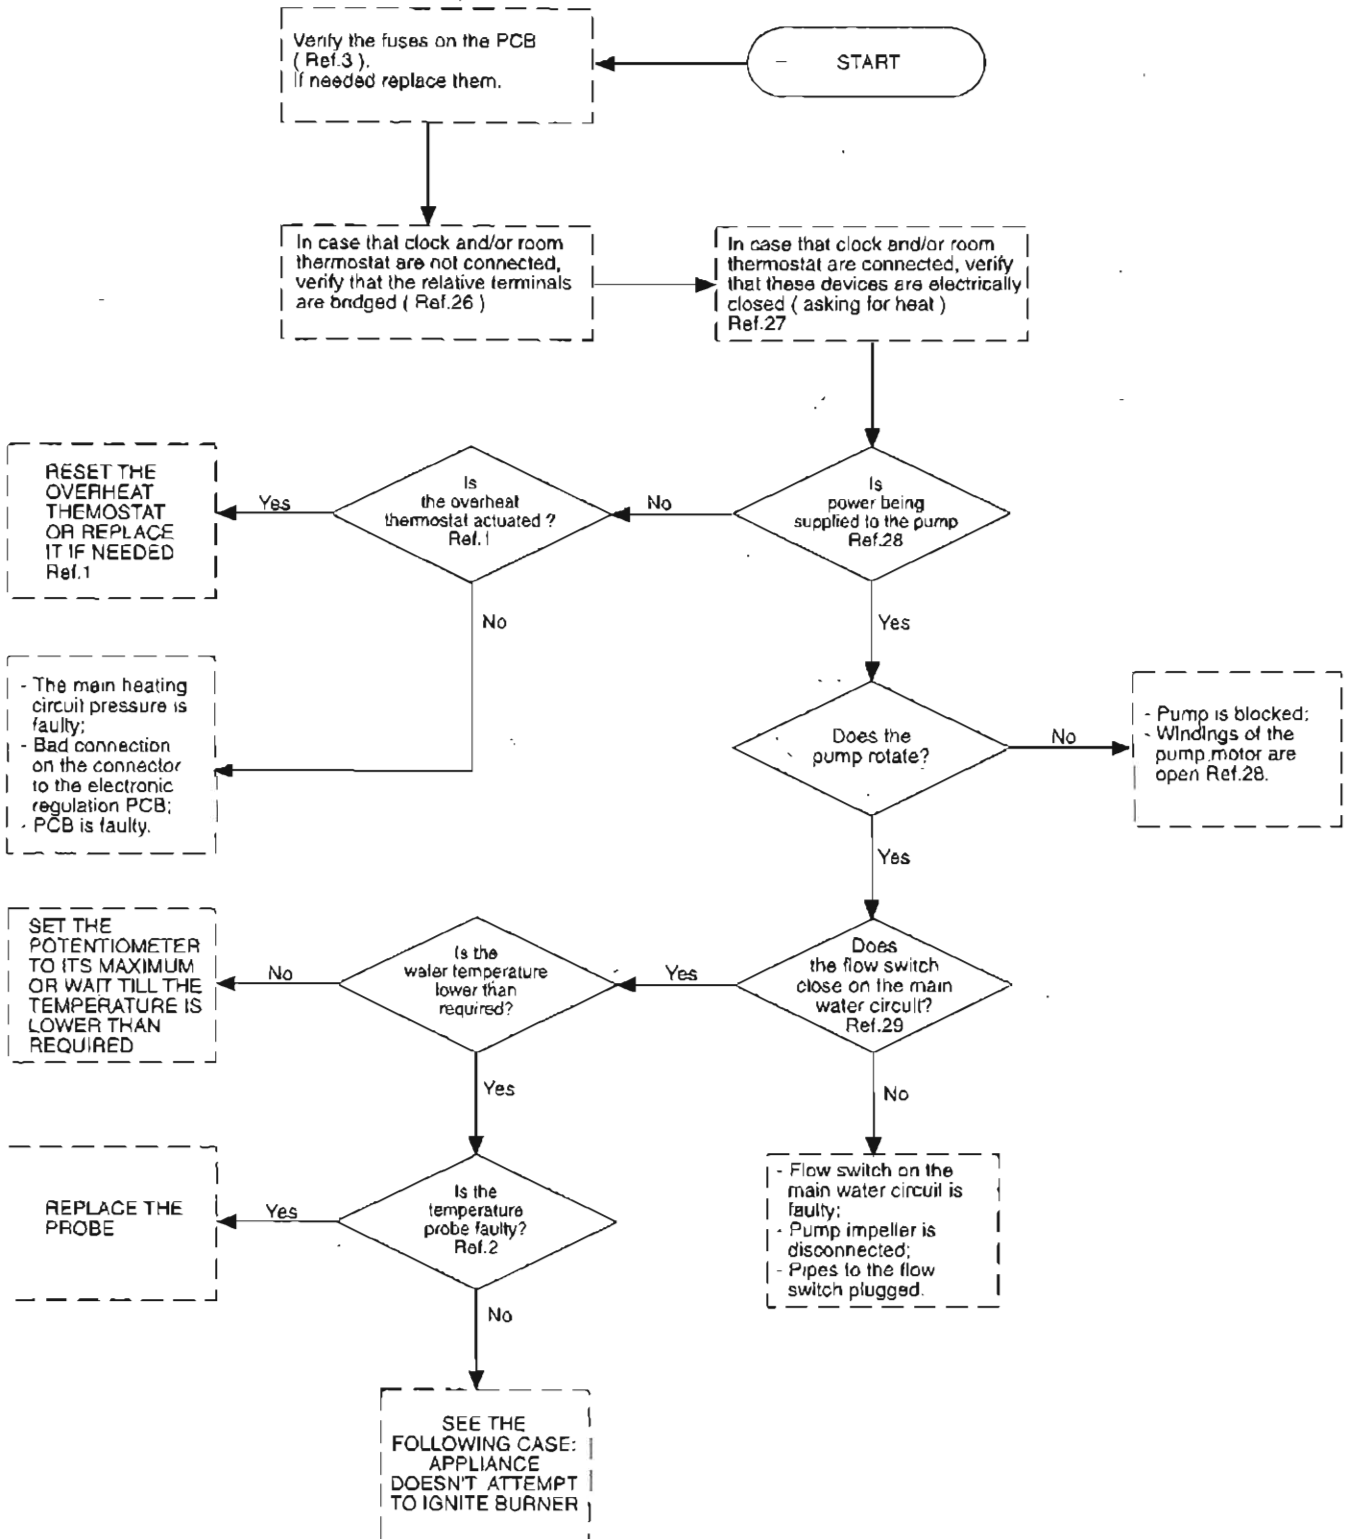 START
Verify the fuses on the PCB
( Ref.3 ).
If needed replace them.
In case that clock and/or room
thermostat are not connected,
verify that the relative terminals
are bridged ( Ref.26 )
In case that clock and/or room
thermostat are connected, verify
that these devices are electrically
closed ( asking for heat )
Ref.27
Is
power being
supplied to the pump
Ref.28
No
Is
the overheat
thermostat actuated ?
Ref.1
Yes
RESET THE
OVERHEAT
THEMOSTAT
OR REPLACE
IT IF NEEDED
Ref.1
No
- The main heating
circuit pressure is
faulty;
- Bad connection
on the connector
to the electronic
regulation PCB;
- PCB is faulty.
Yes
Does the
pump rotate?
No
- Pump is blocked;
- Windings of the
pump motor are
open Ref.28.
Yes
Does
the flow switch
close on the main
water circuit?
Ref.29
Yes
Is the
water temperature
lower than
required?
No
SET THE
POTENTIOMETER
TO ITS MAXIMUM
OR WAIT TILL THE
TEMPERATURE IS
LOWER THAN
REQUIRED
No
- Flow switch on the
main water circuit is
faulty;
- Pump impeller is
disconnected;
- Pipes to the flow
switch plugged.
Yes
Is the
temperature
probe faulty?
Ref.2
Yes
REPLACE THE
PROBE
No
SEE THE
FOLLOWING CASE:
APPLIANCE
DOESN'T ATTEMPT
TO IGNITE BURNER